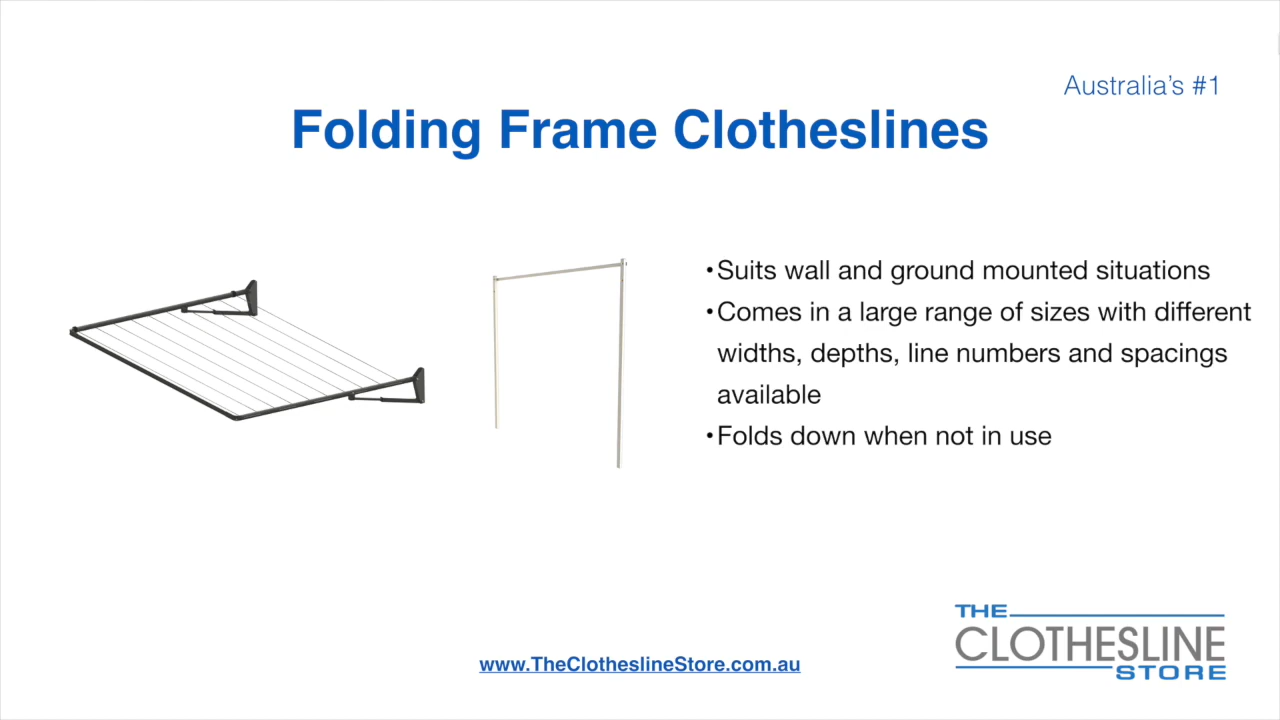 Australia's #1
Folding Frame Clotheslines
•Suits wall and ground mounted situations
•Comes in a large range of sizes with different
widths, depths, line numbers and spacings
available
•Folds down when not in use
www.TheClotheslineStore.com.au
THE
CLOTHESLINE
STORE